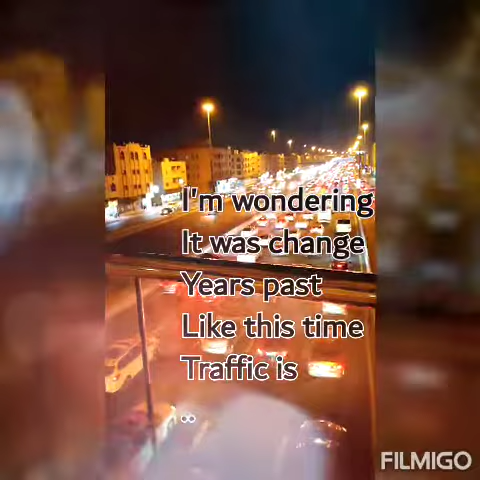 I'm wondering
It was change
Years past
Like this time
Traffic is
∞
FILMIGO